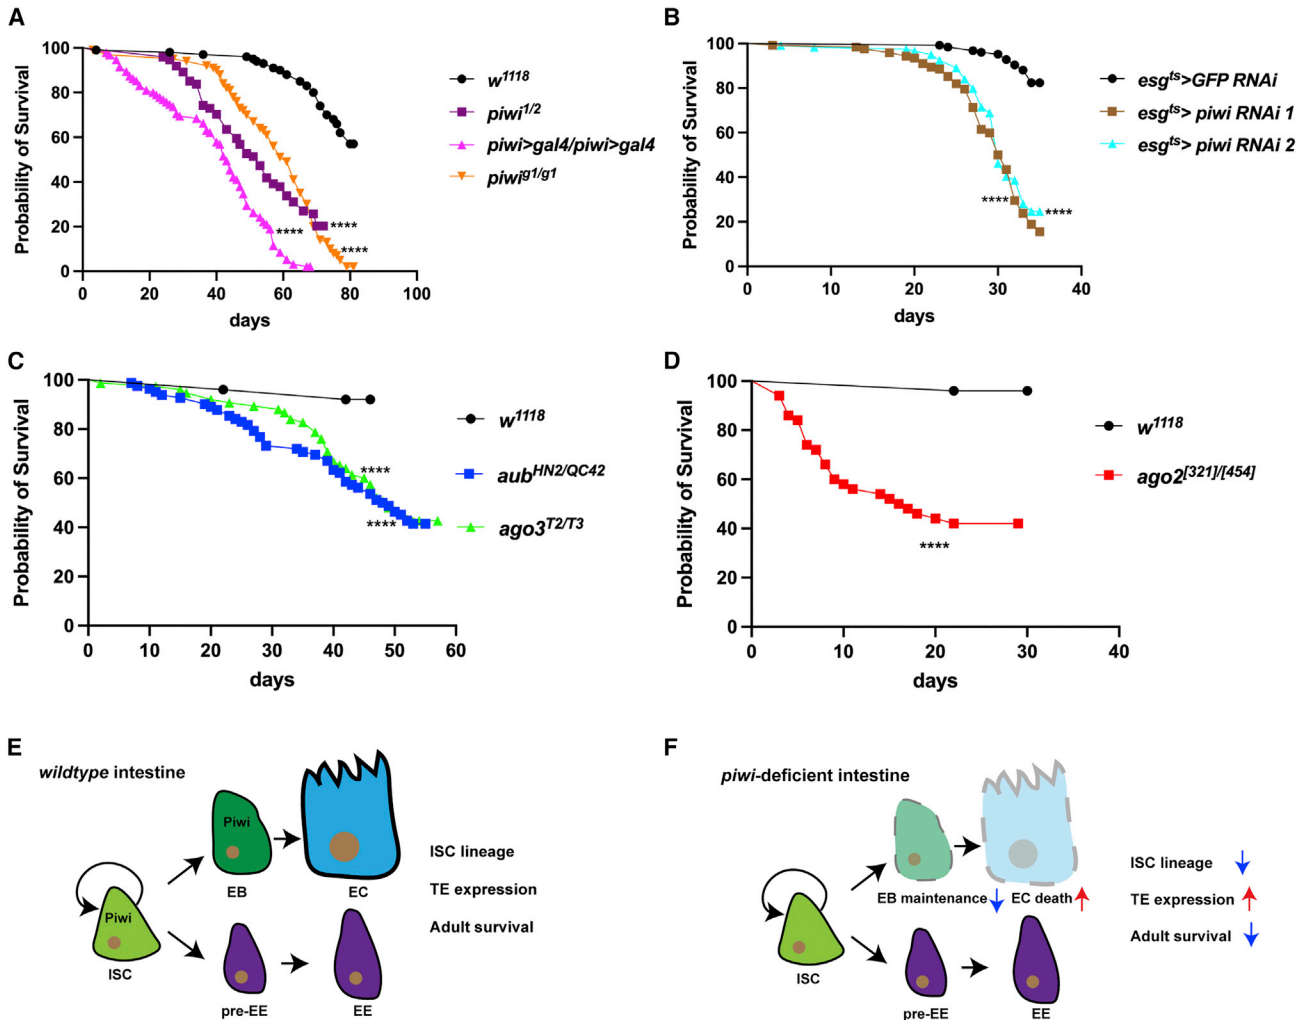 A
Probability of Survival
100
80
60
40
20
0
0 20 40 60 80 100
days
w1118
piwi1/2
piwi>gal4/piwi>gal4
piwig1/g1
****
****
****
B
Probability of Survival
100
80
60
40
20
0
0 10 20 30 40
days
esgts>GFP RNAi
esgts> piwi RNAi 1
esgts> piwi RNAi 2
****
****
C
Probability of Survival
100
80
60
40
20
0
0 10 20 30 40 50 60
days
w1118
aubHN2/QC42
ago3T2/T3
****
****
D
Probability of Survival
100
80
60
40
20
0
0 10 20 30 40
days
w1118
ago2[321]/[454]
****
E
wildtype intestine
Piwi
EB
EC
Piwi
ISC
pre-EE
EE
ISC lineage
TE expression
Adult survival
F
piwi-deficient intestine
EB maintenance
EC death
ISC
pre-EE
EE
ISC lineage
TE expression
Adult survival